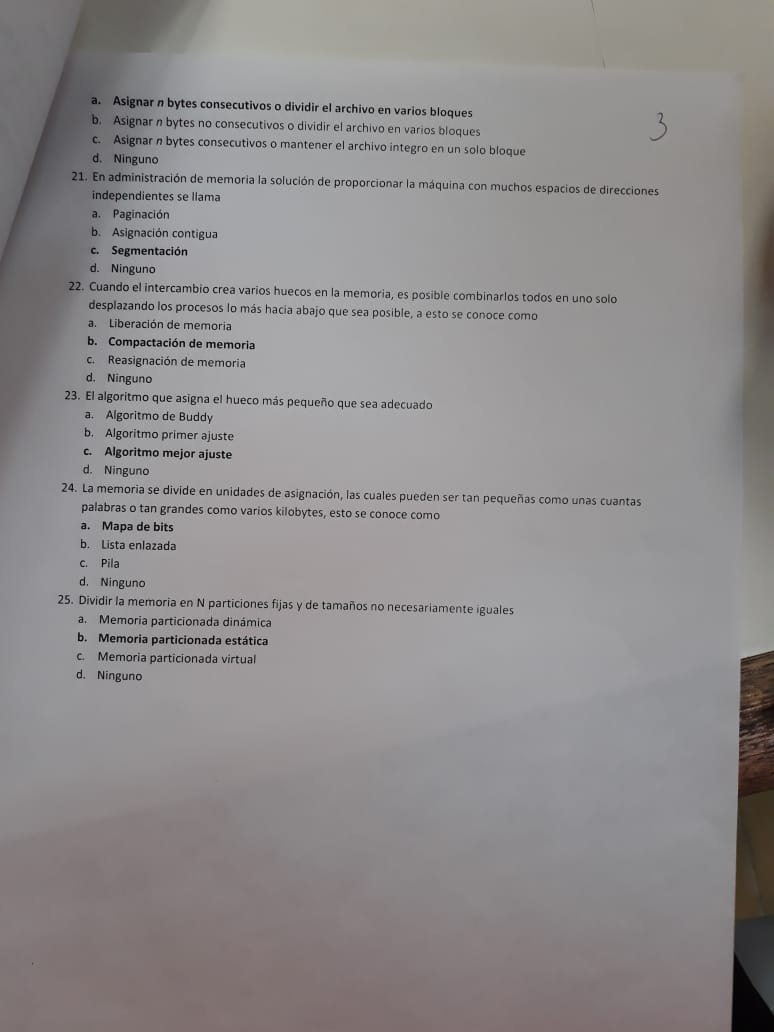 a. Asignar n bytes consecutivos o dividir el archivo en varios bloques
3
b. Asignar n bytes no consecutivos o dividir el archivo en varios bloques
c. Asignar n bytes consecutivos o mantener el archivo integro en un solo bloque
d. Ninguno
21. En administración de memoria la solución de proporcionar la máquina con muchos espacios de direcciones
independientes se llama
a. Paginación
b. Asignación contigua
c. Segmentación
d. Ninguno
22. Cuando el intercambio crea varios huecos en la memoria, es posible combinarlos todos en uno solo
desplazando los procesos lo más hacia abajo que sea posible, a esto se conoce como
a. Liberación de memoria
b. Compactación de memoria
c. Reasignación de memoria
d. Ninguno
23. El algoritmo que asigna el hueco más pequeño que sea adecuado
a. Algoritmo de Buddy
b. Algoritmo primer ajuste
c. Algoritmo mejor ajuste
d. Ninguno
24. La memoria se divide en unidades de asignación, las cuales pueden ser tan pequeñas como unas cuantas
palabras o tan grandes como varios kilobytes, esto se conoce como
a. Mapa de bits
b. Lista enlazada
c. Pila
d. Ninguno
25. Dividir la memoria en N particiones fijas y de tamaños no necesariamente iguales
a. Memoria particionada dinámica
b. Memoria particionada estática
c. Memoria particionada virtual
d. Ninguno